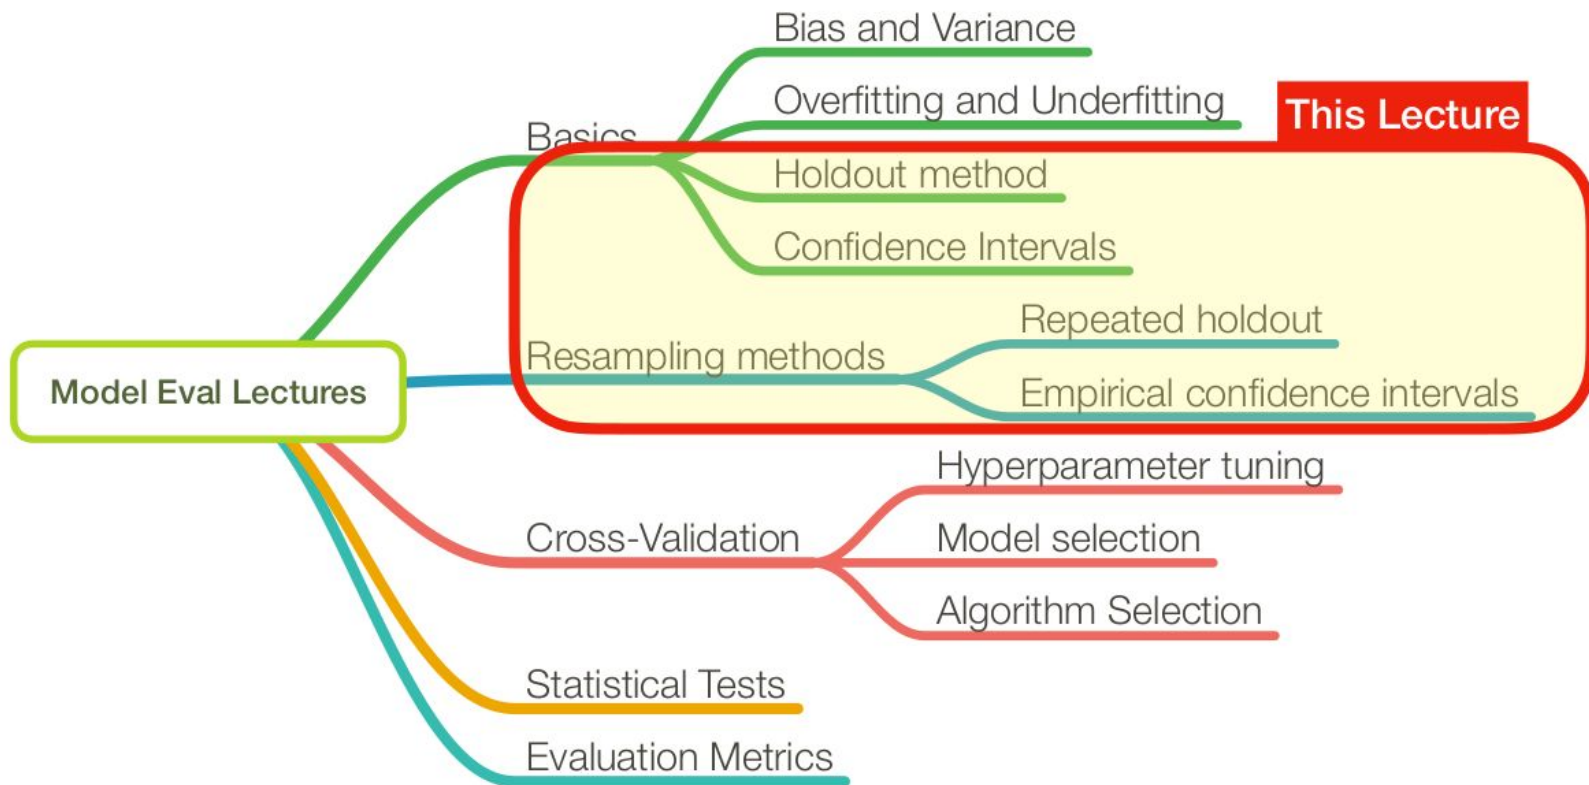 Bias and Variance
Overfitting and Underfitting
This Lecture
Basics
Holdout method
Confidence Intervals
Repeated holdout
Resampling methods
Model Eval Lectures
Empirical confidence intervals
Hyperparameter tuning
Cross-Validation
Model selection
Algorithm Selection
Statistical Tests
Evaluation Metrics